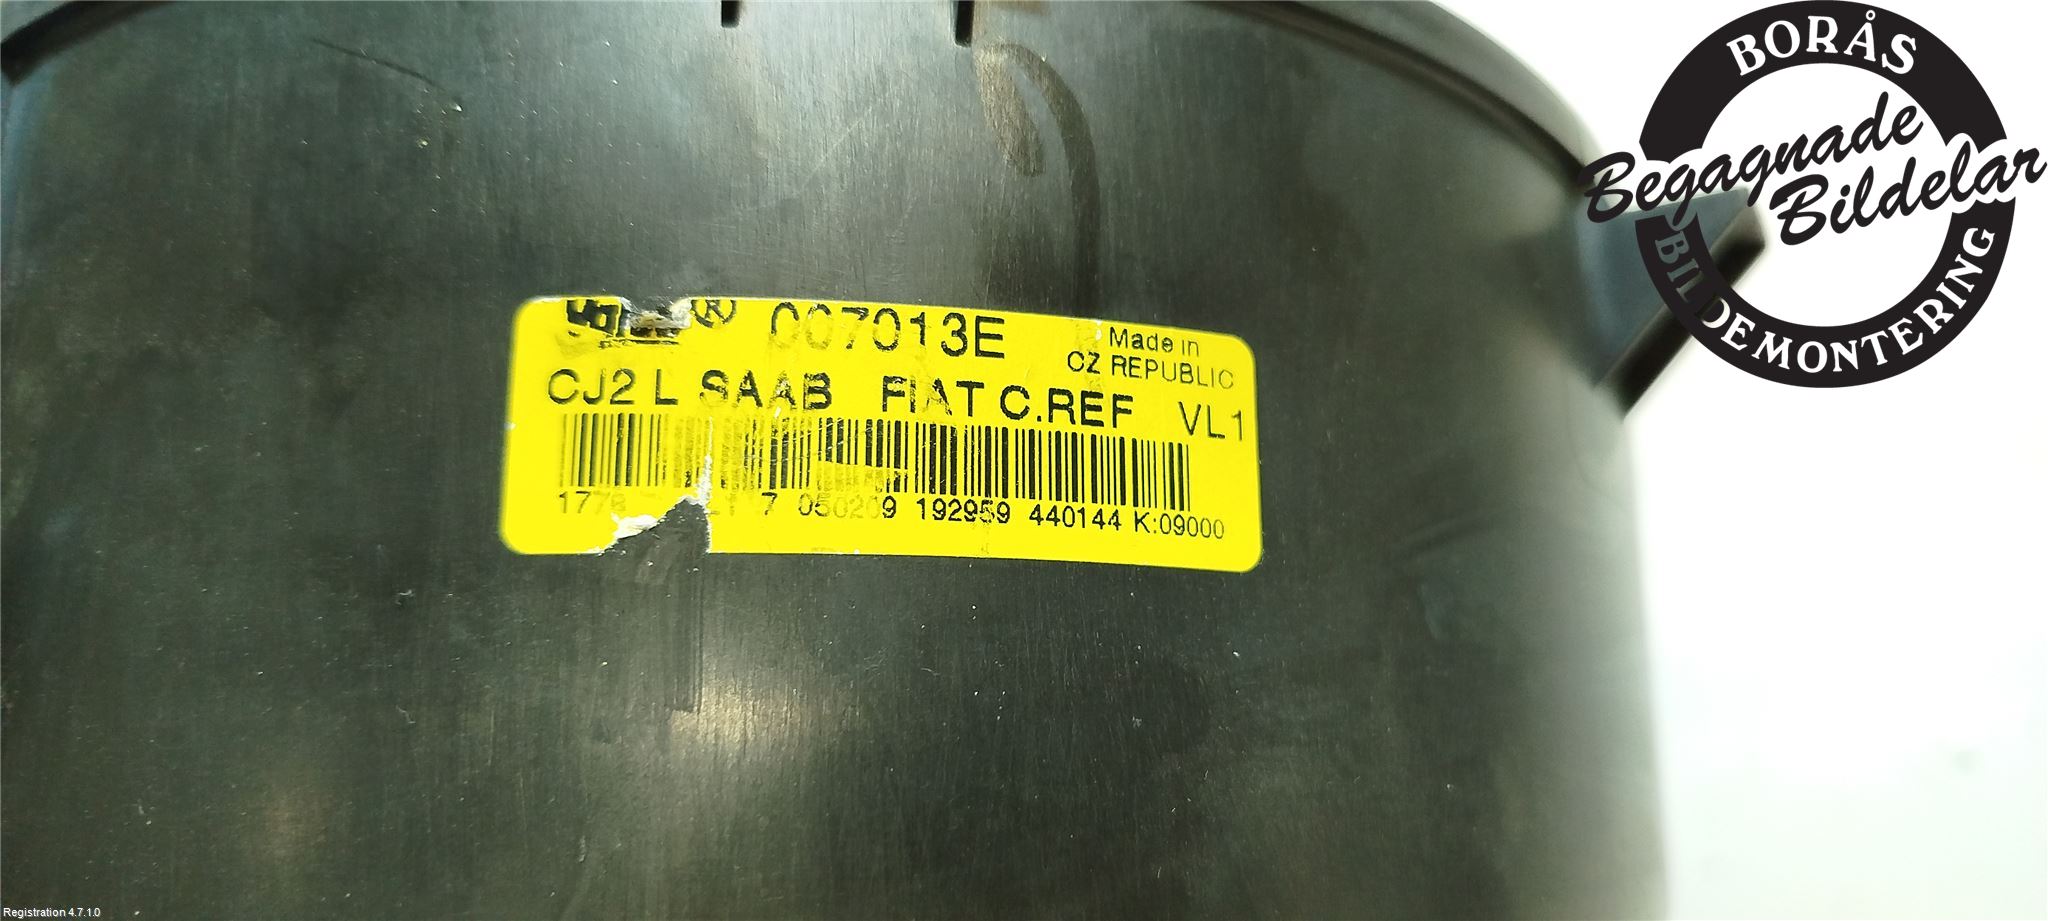 BORÅS
Begagnade
Bildelar
BILDEMONTERING
® 007013E
Made in
CZ REPUBLIC
CJ2 L SAAB FIAT C.REF VL1
7 050209 192959 440144 K:09000
Registration 4.7.1.0